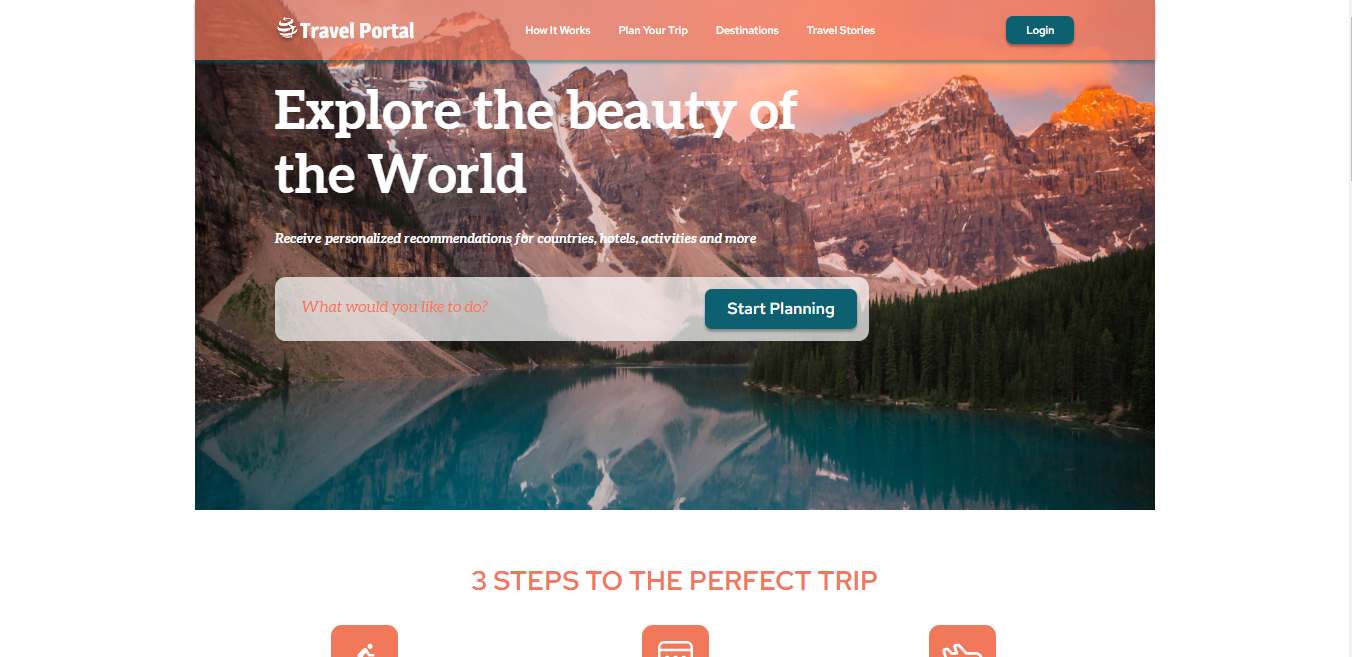 Travel Portal
How It Works
Plan Your Trip
Destinations
Travel Stories
Login
Explore the beauty of
the World
Receive personalized recommendations for countries, hotels, activities and more
What would you like to do?
Start Planning
3 STEPS TO THE PERFECT TRIP